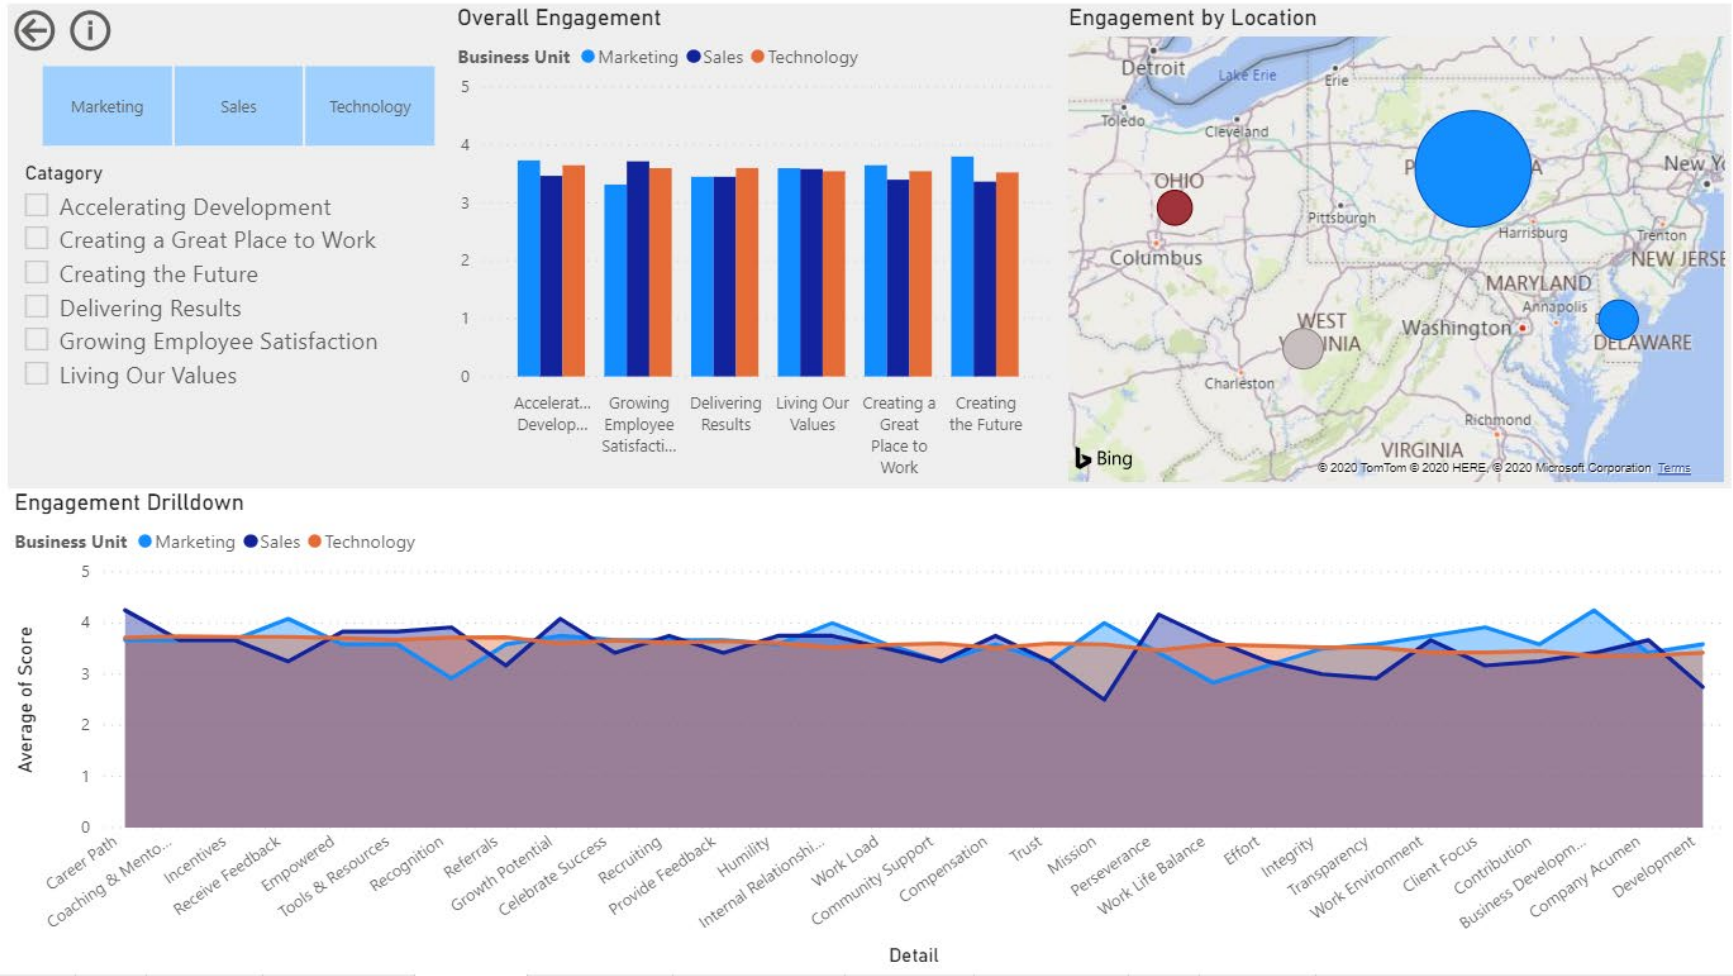 Marketing
Sales
Technology
Catagory
Accelerating Development
Creating a Great Place to Work
Creating the Future
Delivering Results
Growing Employee Satisfaction
Living Our Values
Overall Engagement
Business Unit Marketing Sales Technology
5
4
3
2
1
0
Accelerat...
Develop...
Growing
Employee
Satisfacti...
Delivering
Results
Living Our
Values
Creating a
Great
Place to
Work
Creating
the Future
Engagement by Location
Detroit
Lake Erie
Erie
Toledo
Cleveland
OHIO
P A
New Yo
Pittsburgh
Harrisburg
Trenton
Columbus
NEW JERSE
MARYLAND
Annapolis
WEST
V INIA
Washington
DELAWARE
Charleston
Richmond
VIRGINIA
Bing
© 2020 TomTom © 2020 HERE, © 2020 Microsoft Corporation Terms
Engagement Drilldown
Business Unit Marketing Sales Technology
Average of Score
5
4
3
2
1
0
Career Path
Coaching & Mento...
Incentives
Receive Feedback
Empowered
Tools & Resources
Recognition
Referrals
Growth Potential
Celebrate Success
Recruiting
Provide Feedback
Humility
Internal Relationshi...
Work Load
Community Support
Compensation
Trust
Mission
Perseverance
Work Life Balance
Effort
Integrity
Transparency
Work Environment
Client Focus
Contribution
Business Developm...
Company Acumen
Development
Detail